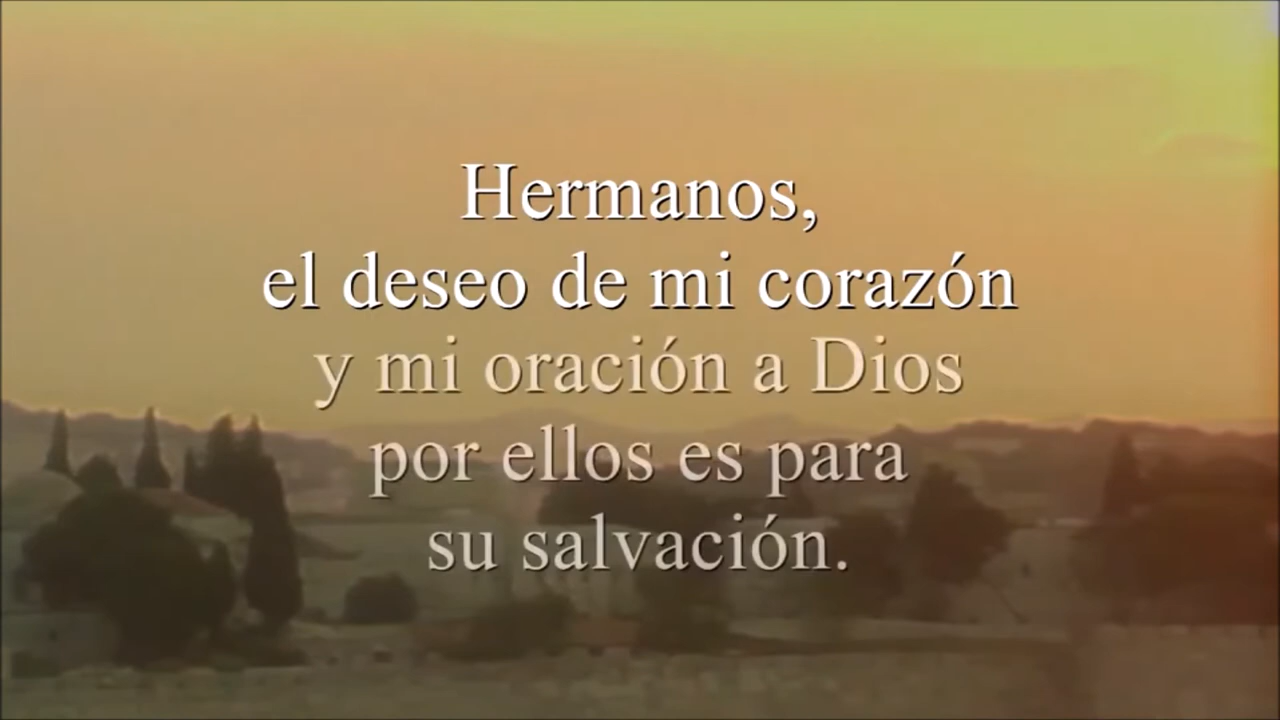 Hermanos,
el deseo de mi corazón
y mi oración a Dios
por ellos es para
su salvación.